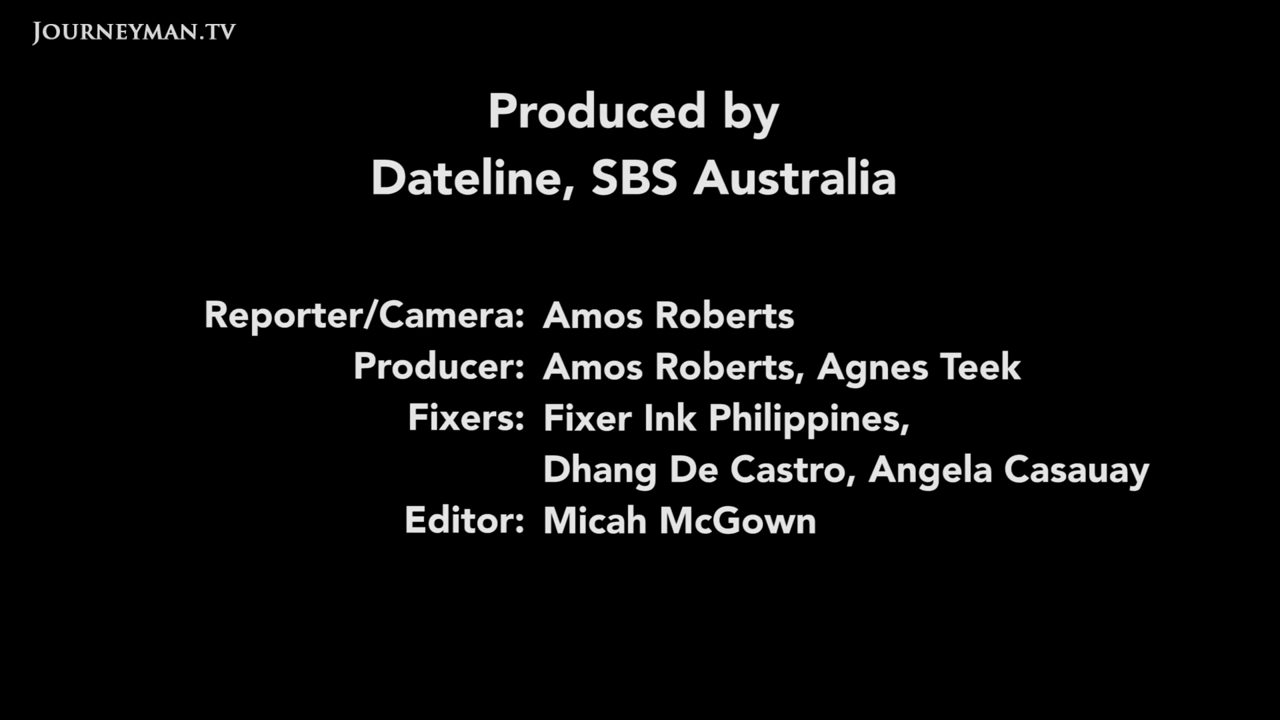 JOURNEYMAN.TV
Produced by
Dateline, SBS Australia
Reporter/Camera: Amos Roberts
Producer: Amos Roberts, Agnes Teek
Fixers: Fixer Ink Philippines,
Dhang De Castro, Angela Casauay
Editor: Micah McGown